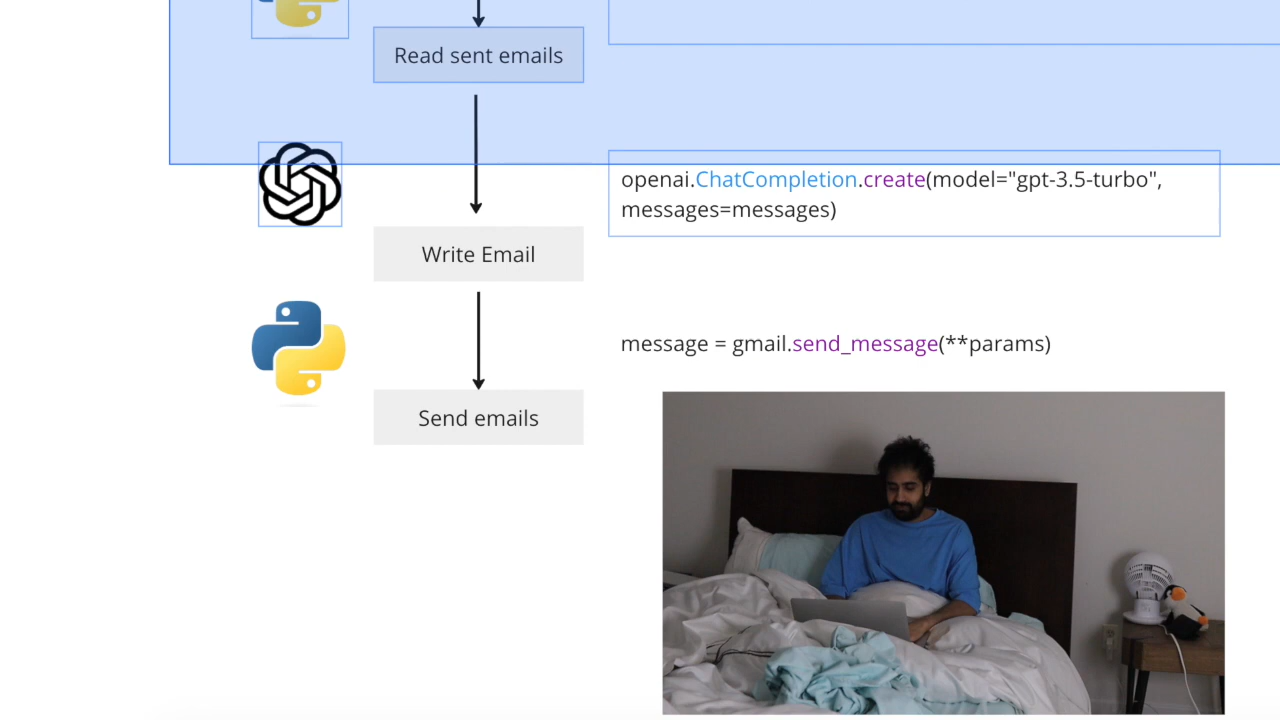 Read sent emails
openai.ChatCompletion.create(model="gpt-3.5-turbo",
messages=messages)
Write Email
message = gmail.send_message(**params)
Send emails